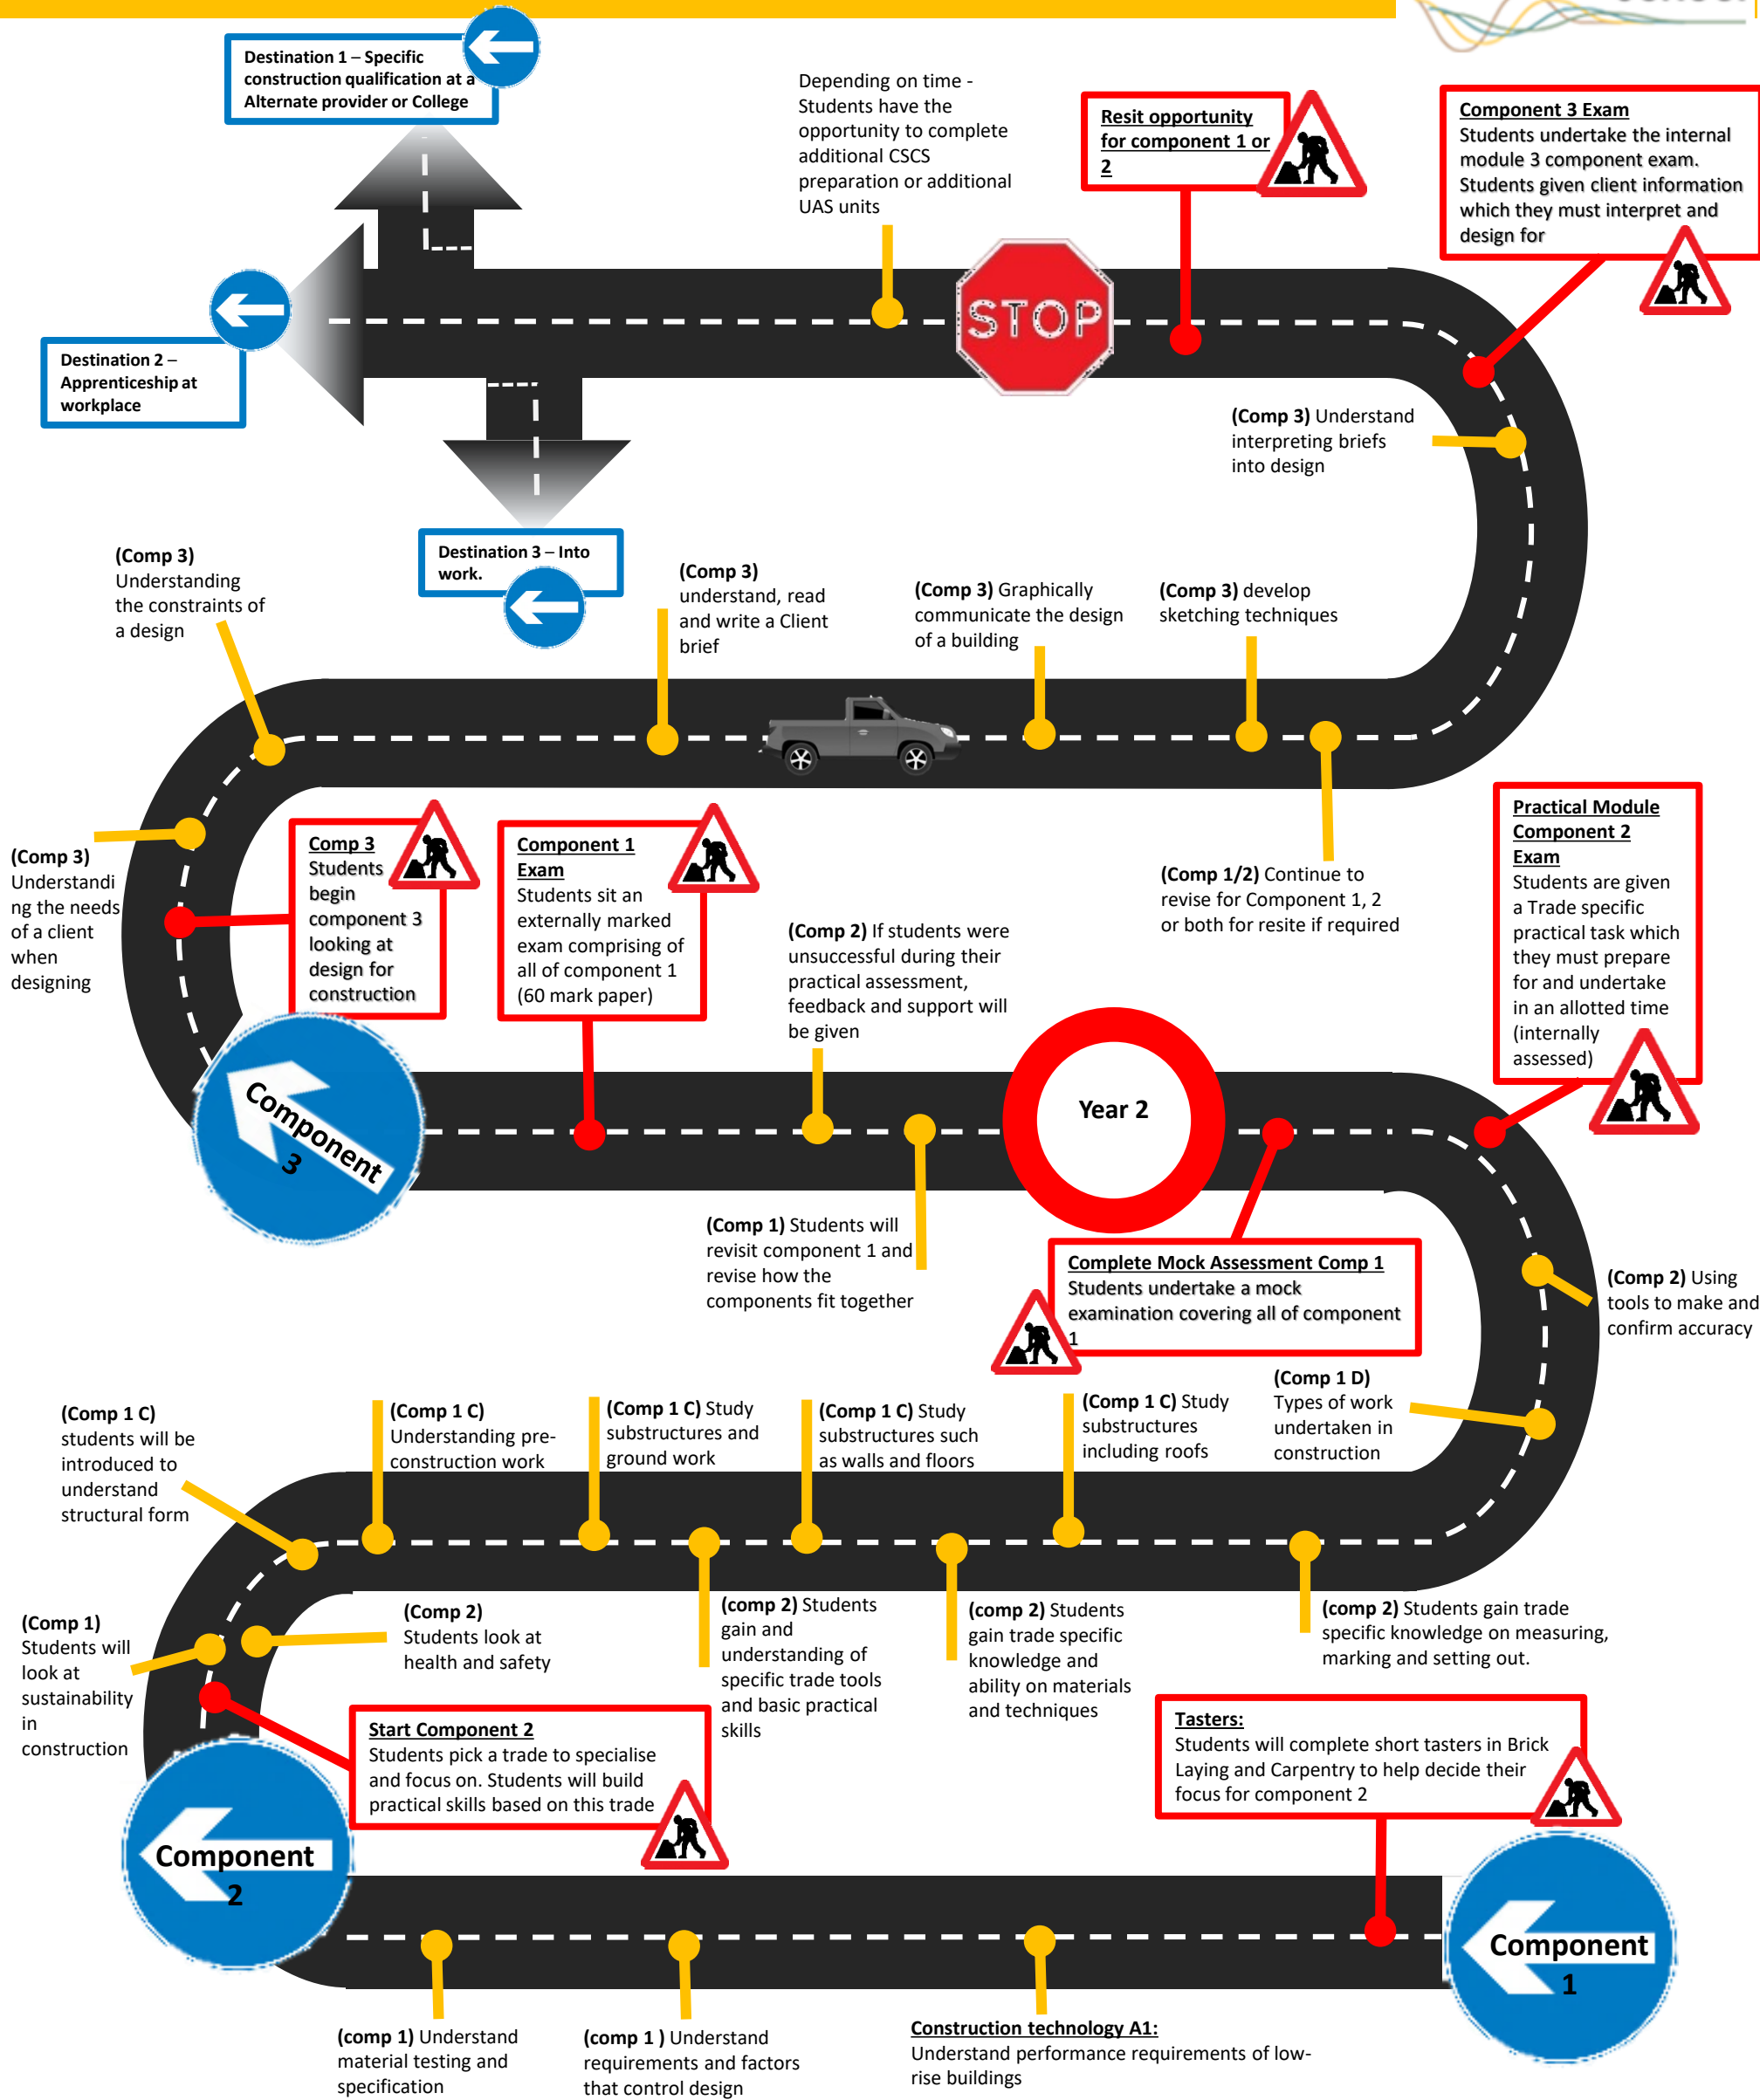 Destination 1 – Specific
construction qualification at a
Alternate provider or College
Depending on time -
Students have the
opportunity to complete
additional CSCS
preparation or additional
UAS units
Resit opportunity
for component 1 or
2
Component 3 Exam
Students undertake the internal
module 3 component exam.
Students given client information
which they must interpret and
design for
STOP
Destination 2 –
Apprenticeship at
workplace
(Comp 3) Understand
interpreting briefs
into design
Destination 3 – Into
work.
(Comp 3)
Understanding
the constraints of
a design
(Comp 3)
understand, read
and write a Client
brief
(Comp 3) Graphically
communicate the design
of a building
(Comp 3) develop
sketching techniques
(Comp 3)
Understandi
ng the needs
of a client
when
designing
Comp 3
Students
begin
component 3
looking at
design for
construction
Component 1
Exam
Students sit an
externally marked
exam comprising of
all of component 1
(60 mark paper)
(Comp 2) If students were
unsuccessful during their
practical assessment,
feedback and support will
be given
(Comp 1/2) Continue to
revise for Component 1, 2
or both for resite if required
Practical Module
Component 2
Exam
Students are given
a Trade specific
practical task which
they must prepare
for and undertake
in an allotted time
(internally
assessed)
Component
3
Year 2
(Comp 1) Students will
revisit component 1 and
revise how the
components fit together
Complete Mock Assessment Comp 1
Students undertake a mock
examination covering all of component
1
(Comp 2) Using
tools to make and
confirm accuracy
(Comp 1 C)
students will be
introduced to
understand
structural form
(Comp 1 C)
Understanding pre-
construction work
(Comp 1 C) Study
substructures and
ground work
(Comp 1 C) Study
substructures such
as walls and floors
(Comp 1 C) Study
substructures
including roofs
(Comp 1 D)
Types of work
undertaken in
construction
(Comp 1)
Students will
look at
sustainability
in
construction
(Comp 2)
Students look at
health and safety
(comp 2) Students
gain and
understanding of
specific trade tools
and basic practical
skills
(comp 2) Students
gain trade specific
knowledge and
ability on materials
and techniques
(comp 2) Students gain trade
specific knowledge on measuring,
marking and setting out.
Start Component 2
Students pick a trade to specialise
and focus on. Students will build
practical skills based on this trade
Tasters:
Students will complete short tasters in Brick
Laying and Carpentry to help decide their
focus for component 2
Component
2
Component
1
(comp 1) Understand
material testing and
specification
(comp 1 ) Understand
requirements and factors
that control design
Construction technology A1:
Understand performance requirements of low-
rise buildings